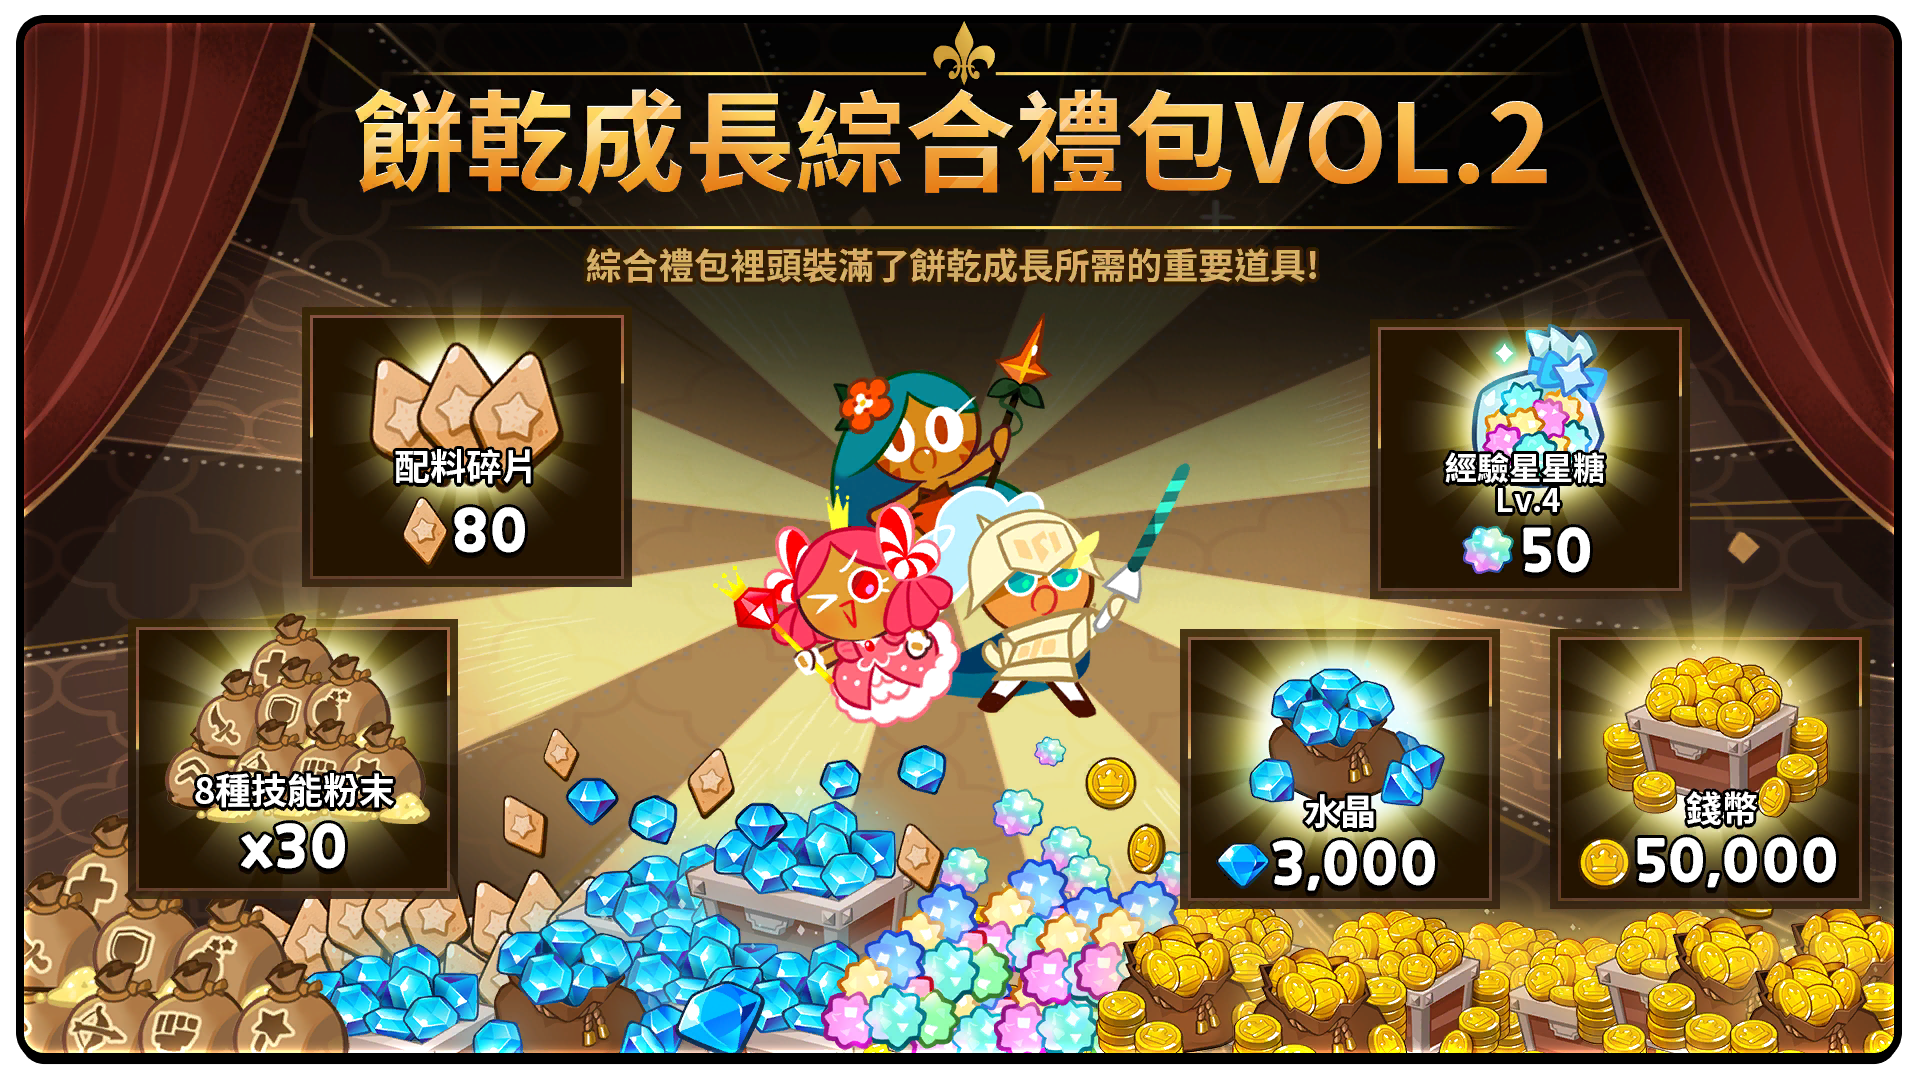 餅乾成長綜合禮包VOL.2
綜合禮包裡頭裝滿了餅乾成長所需的重要道具!
配料碎片
80
經驗星星糖
Lv.4
50
8種技能粉末
x30
水晶
3,000
錢幣
50,000